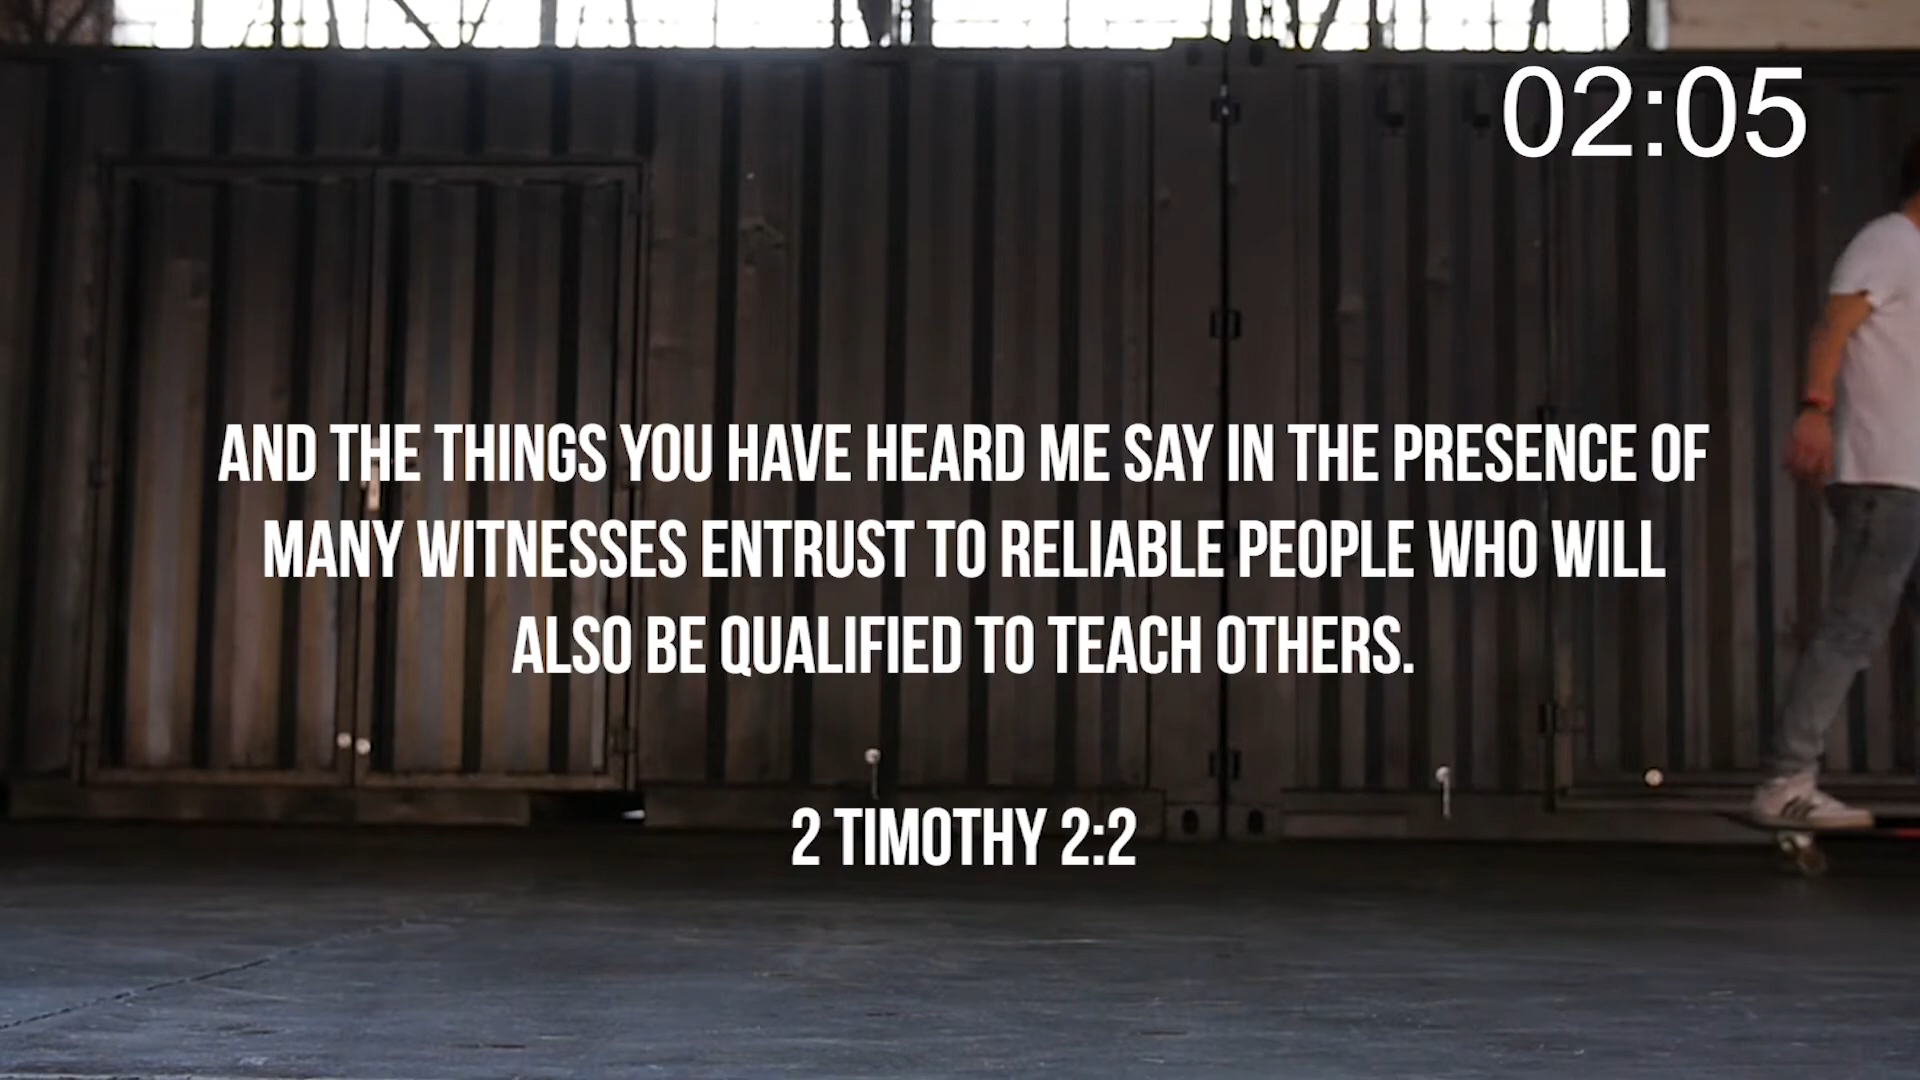 02:05
AND THE THINGS YOU HAVE HEARD ME SAY IN THE PRESENCE OF
MANY WITNESSES ENTRUST TO RELIABLE PEOPLE WHO WILL
ALSO BE QUALIFIED TO TEACH OTHERS.
2 TIMOTHY 2:2